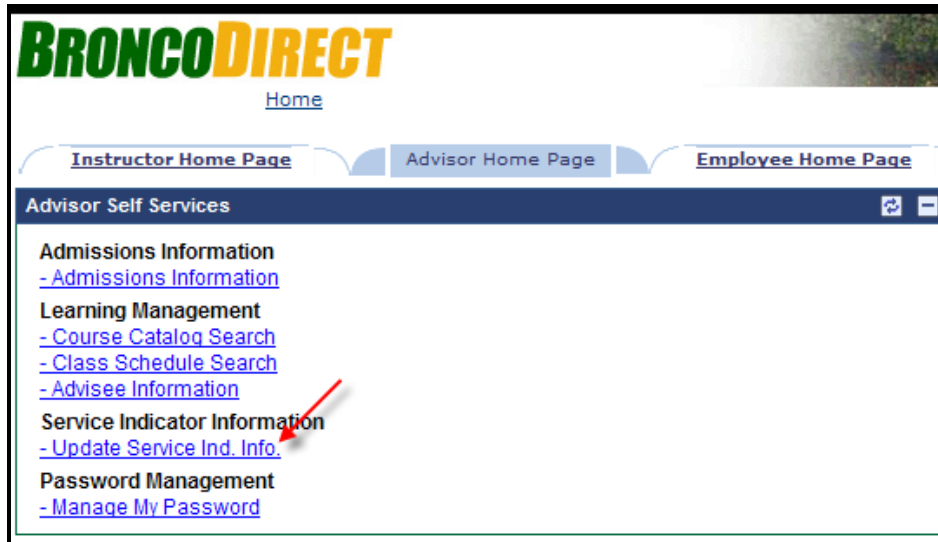 BRONCODIRECT
Home
Instructor Home Page Advisor Home Page Employee Home Page
Advisor Self Services
Admissions Information
- Admissions Information
Learning Management
- Course Catalog Search
- Class Schedule Search
- Advisee Information
Service Indicator Information
- Update Service Ind. Info.
Password Management
- Manage My Password